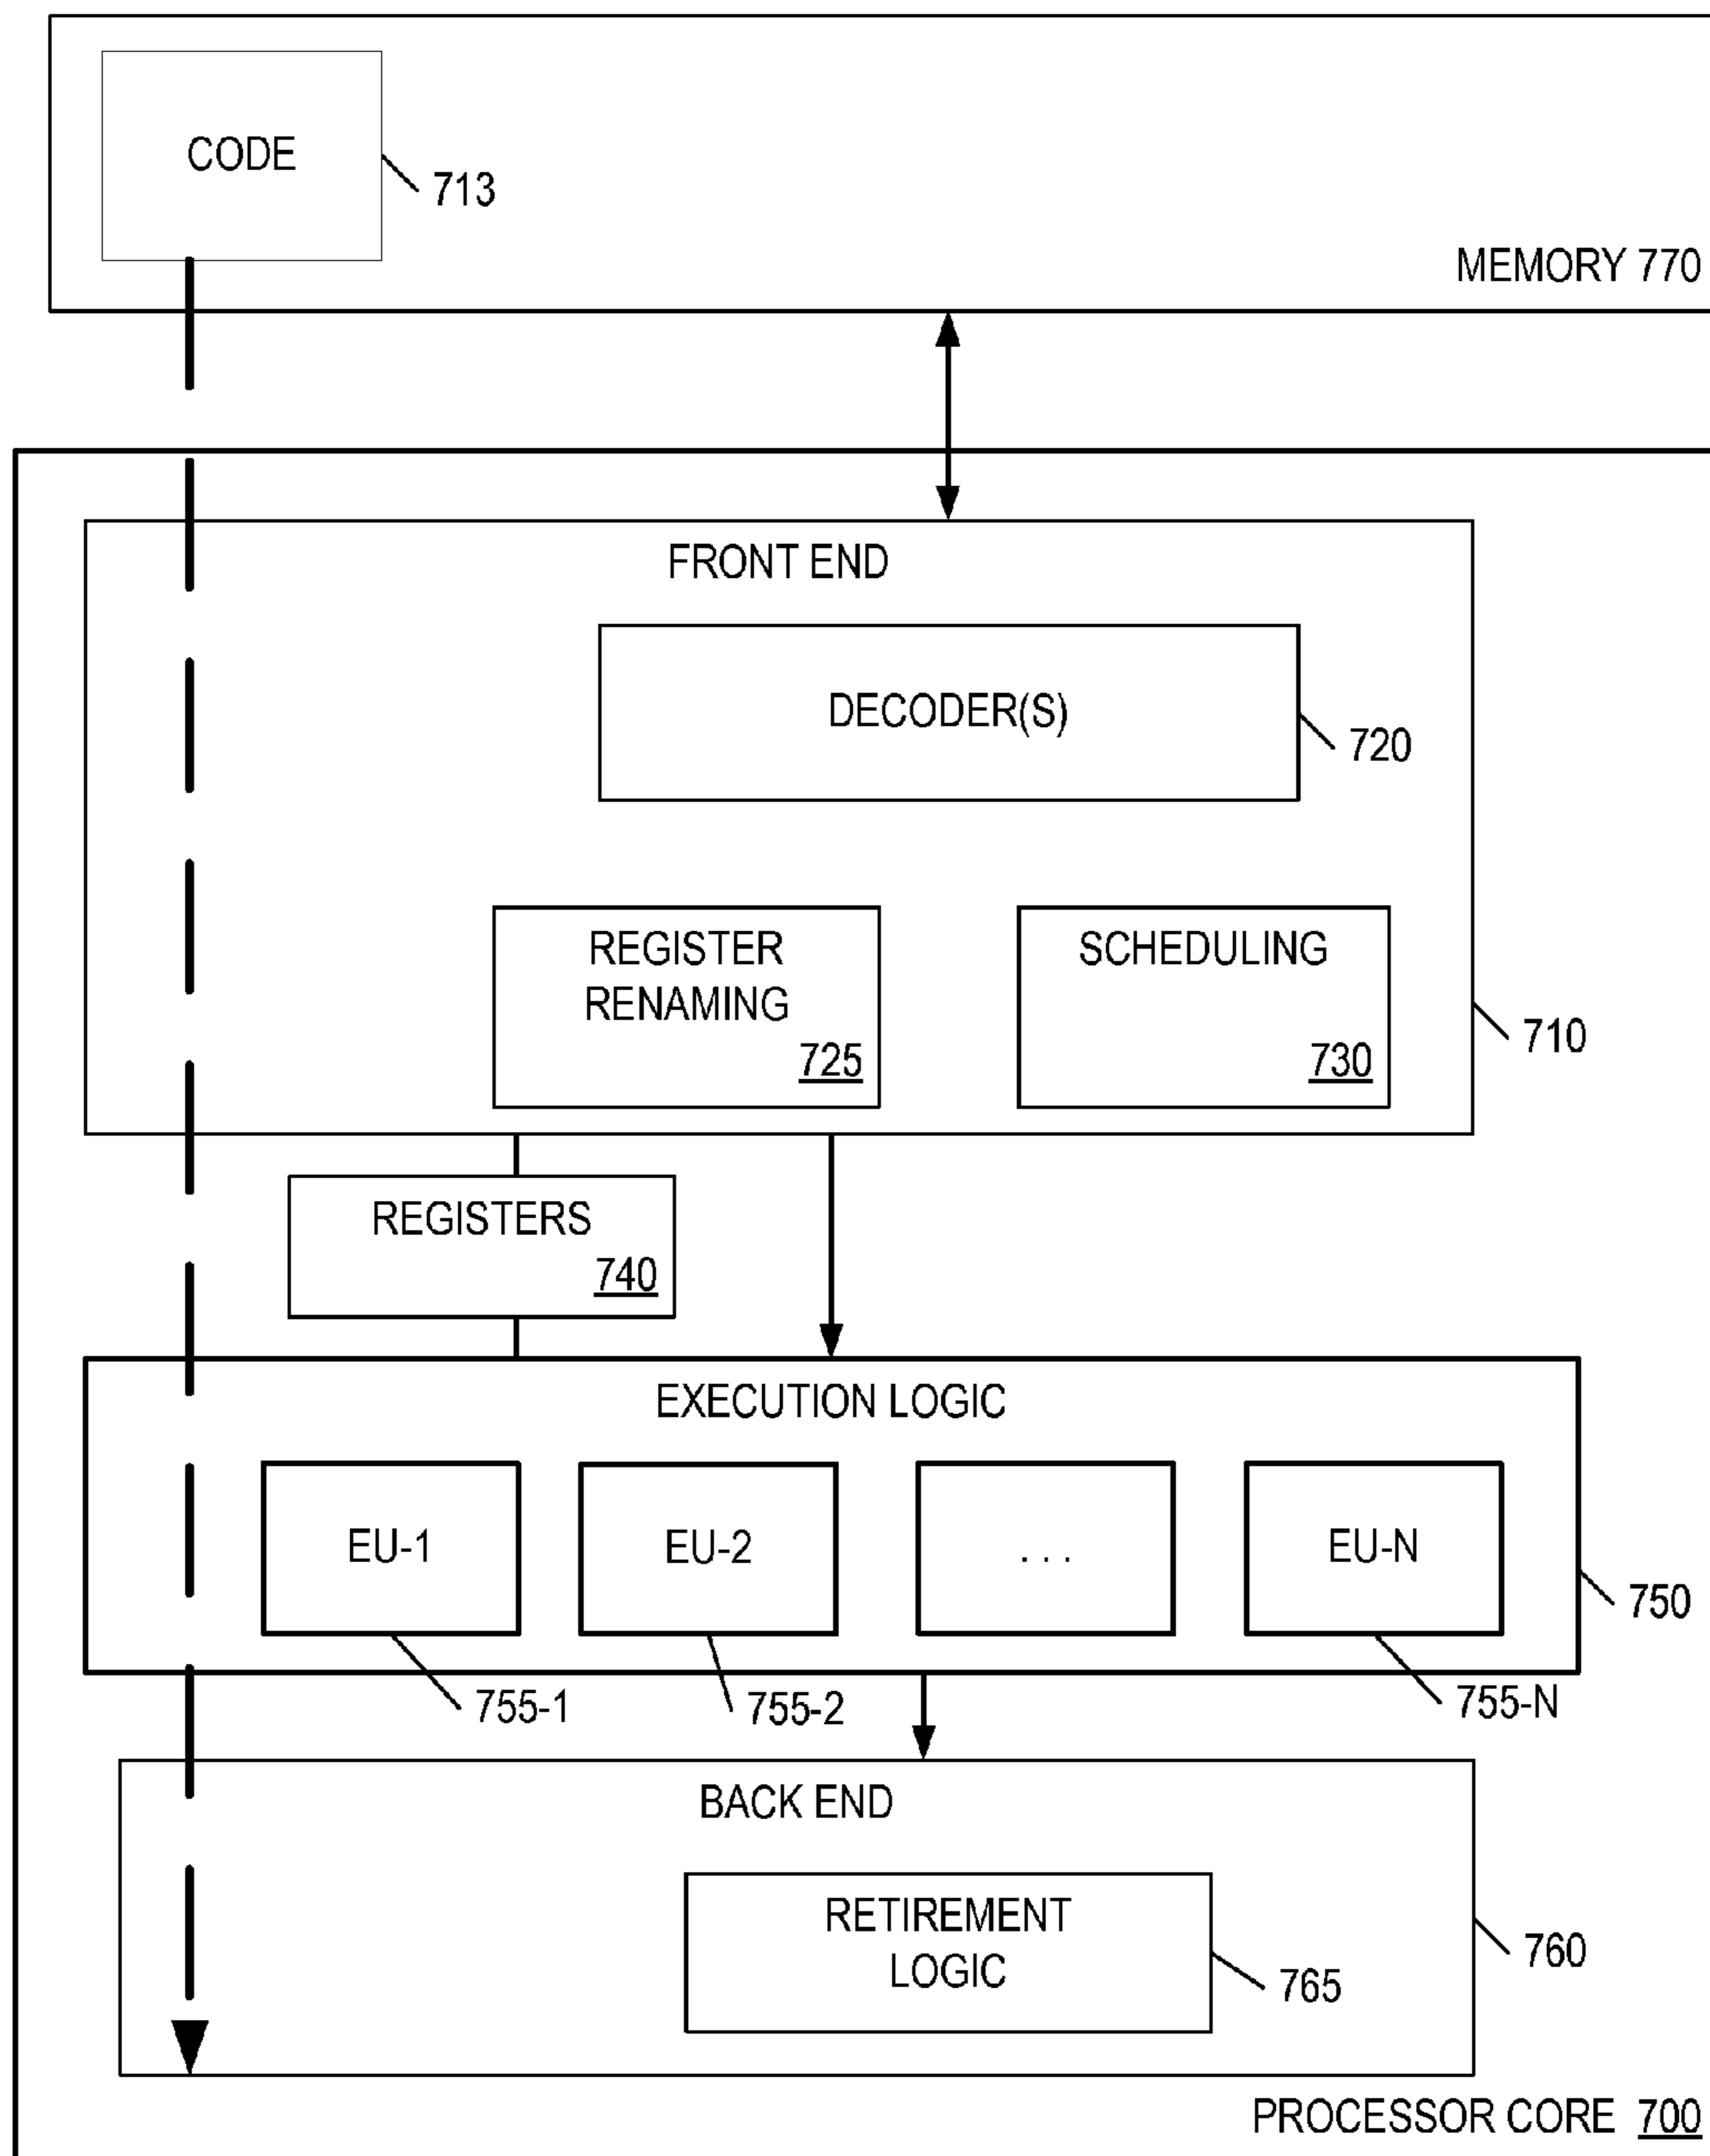 CODE
713
MEMORY 770
FRONT END
DECODER(S)
720
REGISTER
RENAMING
725
SCHEDULING
730
710
REGISTERS
740
EXECUTION LOGIC
EU-1
EU-2
. . .
EU-N
750
755-1
755-2
755-N
BACK END
RETIREMENT
LOGIC
765
760
PROCESSOR CORE 700